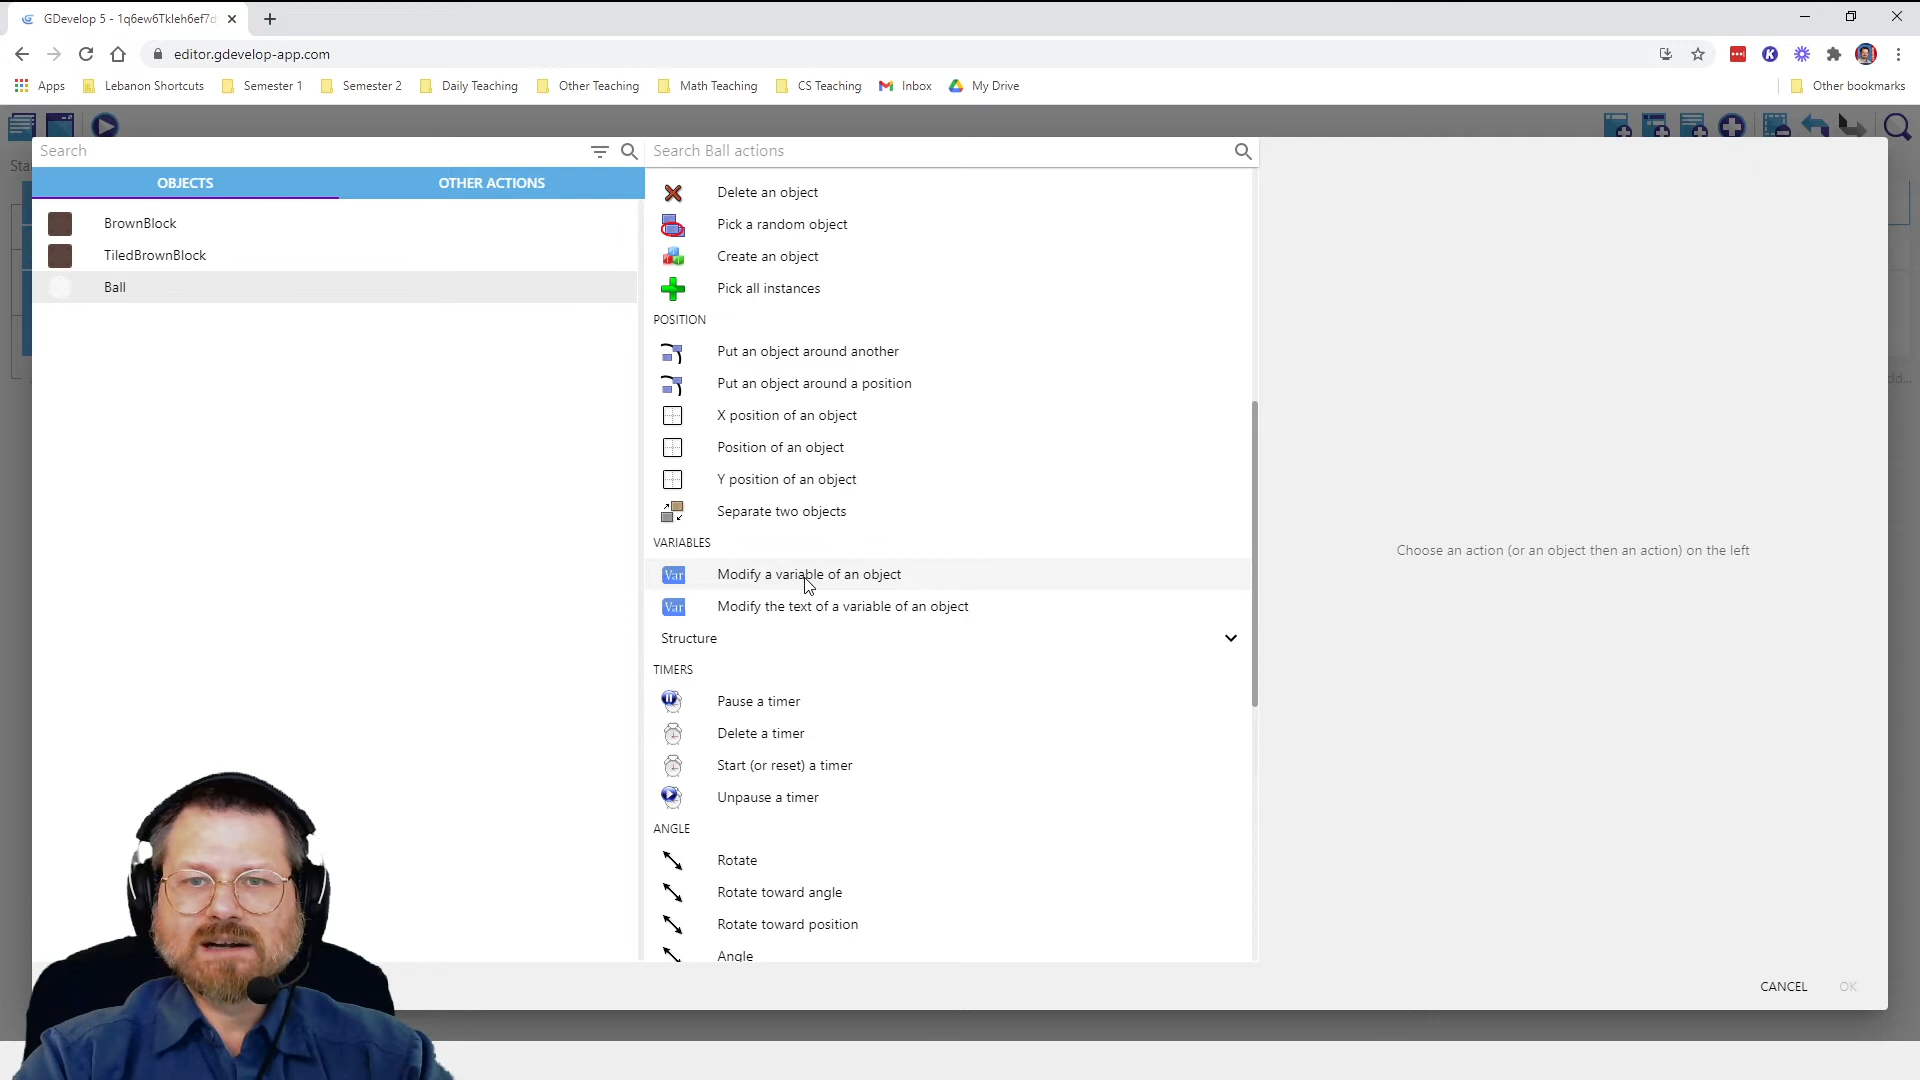 GDevelop 5 - 1q6ew6Tkleh6ef7d
editor.gdevelop-app.com
Apps
Lebanon Shortcuts
Semester 1
Semester 2
Daily Teaching
Other Teaching
Math Teaching
CS Teaching
Inbox
My Drive
Other bookmarks
Search
Search Ball actions
OBJECTS
OTHER ACTIONS
BrownBlock
TiledBrownBlock
Ball
Delete an object
Pick a random object
Create an object
Pick all instances
POSITION
Put an object around another
Put an object around a position
X position of an object
Position of an object
Y position of an object
Separate two objects
VARIABLES
Var
Modify a variable of an object
Var
Modify the text of a variable of an object
Structure
TIMERS
Pause a timer
Delete a timer
Start (or reset) a timer
Unpause a timer
ANGLE
Rotate
Rotate toward angle
Rotate toward position
Angle
Choose an action (or an object then an action) on the left
CANCEL
OK